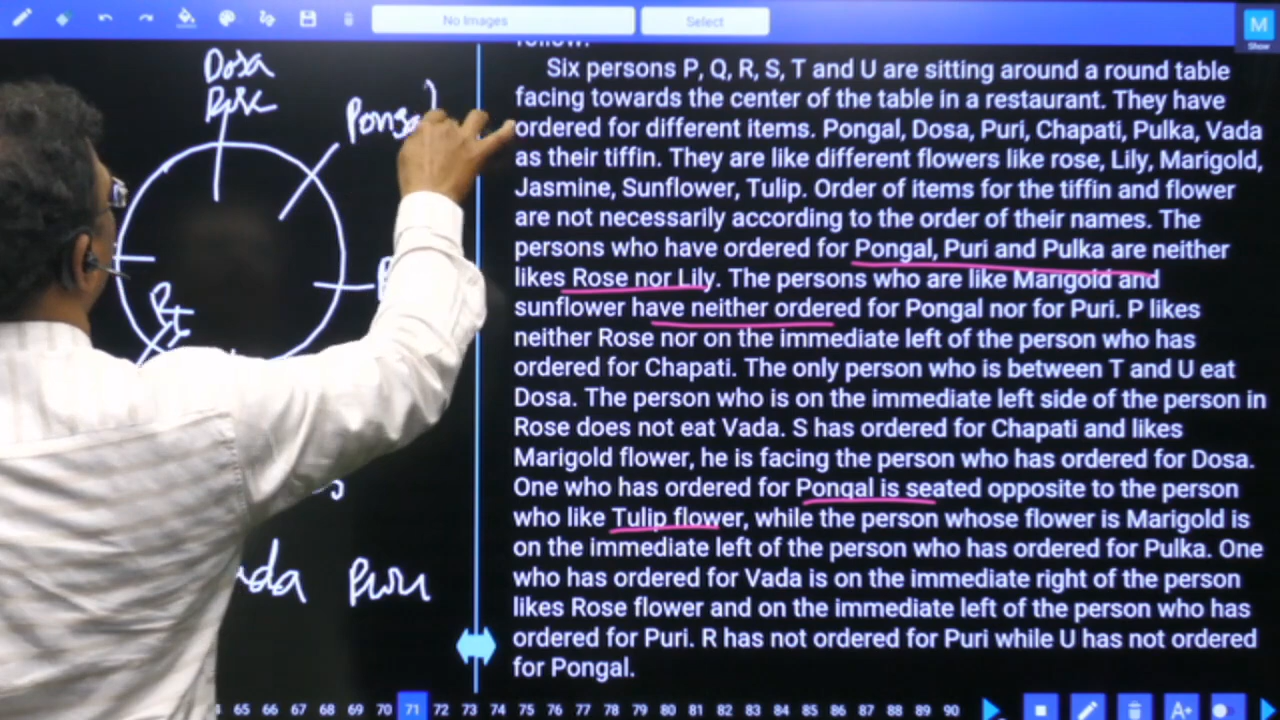 No Images
Select
M
Show
follow.
Six persons P, Q, R, S, T and U are sitting around a round table
facing towards the center of the table in a restaurant. They have
ordered for different items. Pongal, Dosa, Puri, Chapati, Pulka, Vada
as their tiffin. They are like different flowers like rose, Lily, Marigold,
Jasmine, Sunflower, Tulip. Order of items for the tiffin and flower
are not necessarily according to the order of their names. The
persons who have ordered for Pongal, Puri and Pulka are neither
likes Rose nor Lily. The persons who are like Marigold and
sunflower have neither ordered for Pongal nor for Puri. P likes
neither Rose nor on the immediate left of the person who has
ordered for Chapati. The only person who is between T and U eat
Dosa. The person who is on the immediate left side of the person in
Rose does not eat Vada. S has ordered for Chapati and likes
Marigold flower, he is facing the person who has ordered for Dosa.
One who has ordered for Pongal is seated opposite to the person
who like Tulip flower, while the person whose flower is Marigold is
on the immediate left of the person who has ordered for Pulka. One
who has ordered for Vada is on the immediate right of the person
likes Rose flower and on the immediate left of the person who has
ordered for Puri. R has not ordered for Puri while U has not ordered
for Pongal.
Dosa
Rose
Pongal
Puri
65 66 67 68 69 70 71 72 73 74 75 76 77 78 79 80 81 82 83 84 85 86 87 88 89 90
A+